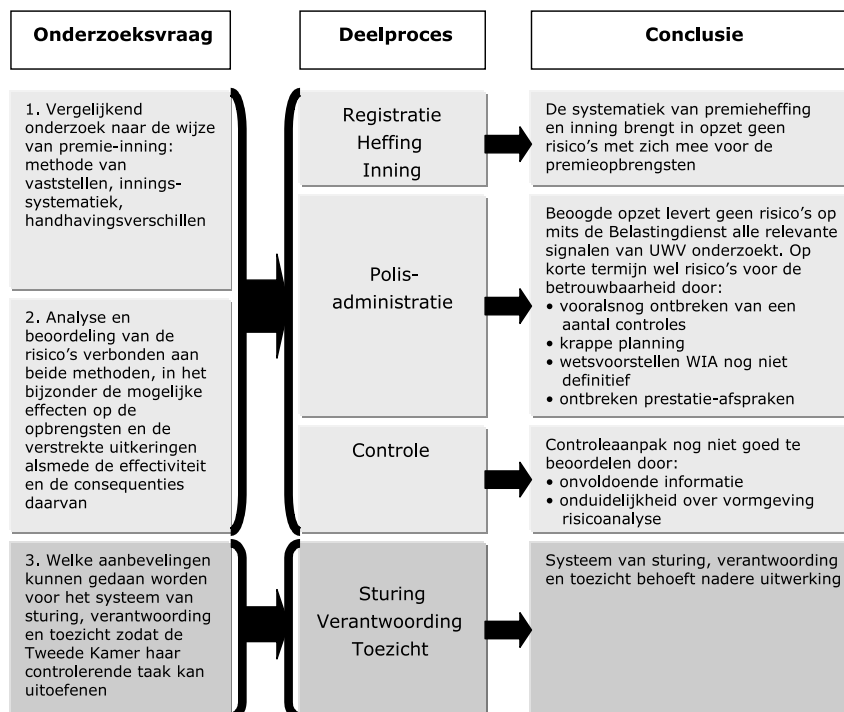 Onderzoeksvraag
Deelproces
Conclusie
1. Vergelijkend
onderzoek naar de wijze
van premie-inning:
methode van
vaststellen, innings-
systematiek,
handhavingsverschillen
2. Analyse en
beoordeling van de
risico's verbonden aan
beide methoden, in het
bijzonder de mogelijke
effecten op de
opbrengsten en de
verstrekte uitkeringen
alsmede de effectiviteit
en de consequenties
daarvan
Registratie
Heffing
Inning
De systematiek van premieheffing
en inning brengt in opzet geen
risico's met zich mee voor de
premieopbrengsten
Polis-
administratie
Beoogde opzet levert geen risico's op
mits de Belastingdienst alle relevante
signalen van UWV onderzoekt. Op
korte termijn wel risico's voor de
betrouwbaarheid door:
• vooralsnog ontbreken van een
aantal controles
• krappe planning
• wetsvoorstellen WIA nog niet
definitief
• ontbreken prestatie-afspraken
Controle
Controleaanpak nog niet goed te
beoordelen door:
• onvoldoende informatie
• onduidelijkheid over vormgeving
risicoanalyse
3. Welke aanbevelingen
kunnen gedaan worden
voor het systeem van
sturing, verantwoording
en toezicht zodat de
Tweede Kamer haar
controlerende taak kan
uitoefenen
Sturing
Verantwoording
Toezicht
Systeem van sturing, verantwoording
en toezicht behoeft nadere uitwerking